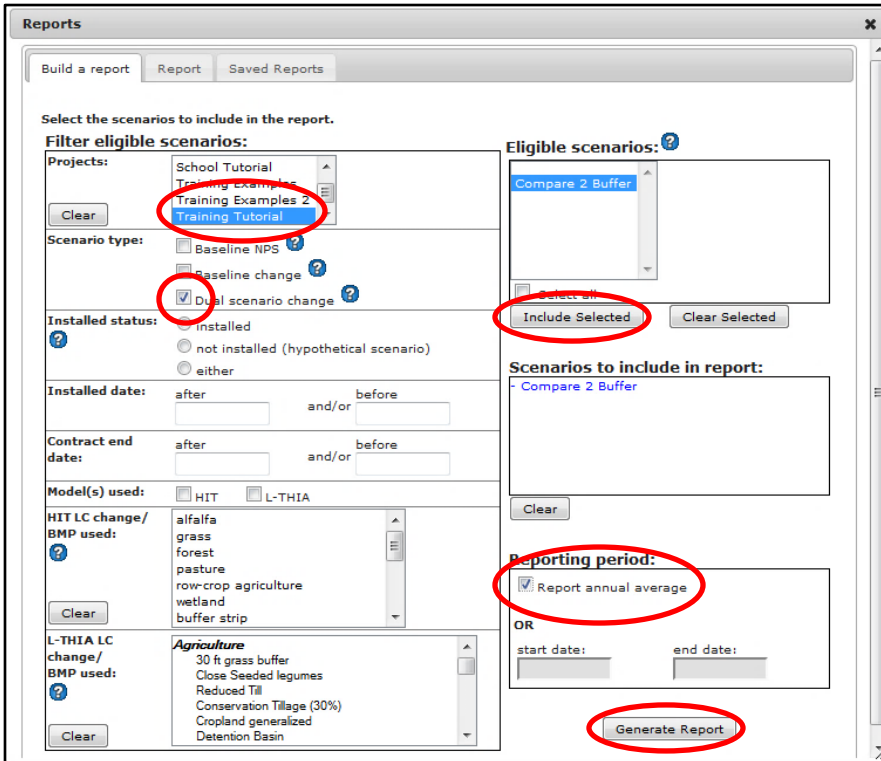 Reports
Build a report
Report
Saved Reports
Select the scenarios to include in the report.
Filter eligible scenarios:
Projects:
School Tutorial
Training Examples
Training Examples 2
Training Tutorial
Clear
Scenario type:
Baseline NPS
Baseline change
Dual scenario change
Installed status:
installed
not installed (hypothetical scenario)
either
Installed date:
after
before
and/or
Contract end
date:
after
before
and/or
Model(s) used:
HIT
L-THIA
HIT LC change/
BMP used:
alfalfa
grass
forest
pasture
row-crop agriculture
wetland
buffer strip
Clear
L-THIA LC
change/
BMP used:
Agriculture
30 ft grass buffer
Close Seeded legumes
Reduced Till
Conservation Tillage (30%)
Cropland generalized
Detention Basin
Clear
Eligible scenarios:
Compare 2 Buffer
Select all
Include Selected
Clear Selected
Scenarios to include in report:
- Compare 2 Buffer
Clear
Reporting period:
Report annual average
OR
start date:
end date:
Generate Report